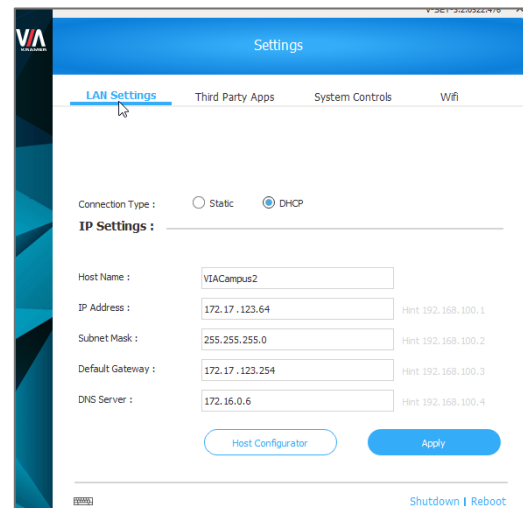 VIA
KRAMER
Settings
LAN Settings Third Party Apps System Controls Wifi
Connection Type : Static DHCP
IP Settings :
Host Name : VIACampus2
IP Address : 172.17 .123.64 Hint 192.168.100.1
Subnet Mask : 255.255.255.0 Hint 192.168.100.2
Default Gateway : 172.17 .123.254 Hint 192.168.100.3
DNS Server : 172.16.0.6 Hint 192.168.100.4
Host Configurator Apply
Shutdown | Reboot